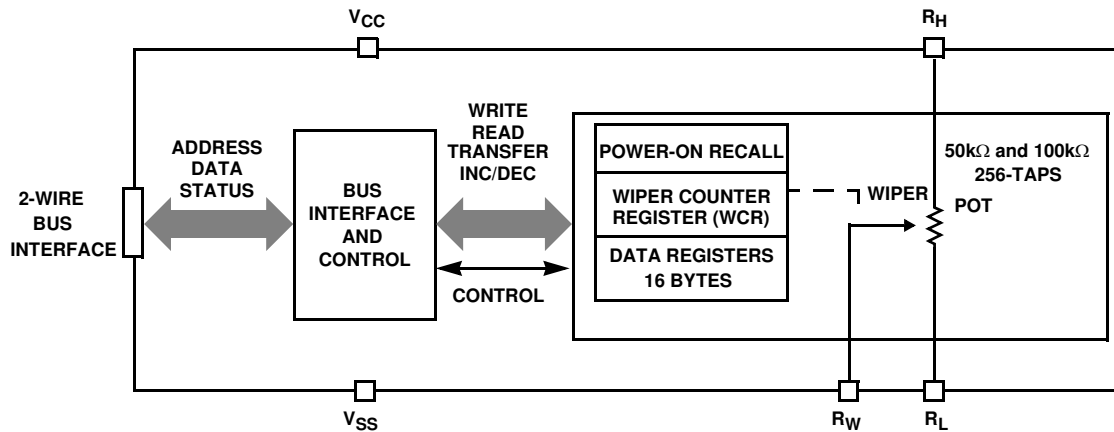 VCC
RH
WRITE
READ
TRANSFER
INC/DEC
ADDRESS
DATA
STATUS
2-WIRE
BUS
INTERFACE
BUS
INTERFACE
AND
CONTROL
CONTROL
POWER-ON RECALL
WIPER COUNTER
REGISTER (WCR)
DATA REGISTERS
16 BYTES
WIPER
50kΩ and 100kΩ
256-TAPS
POT
VSS
RW
RL